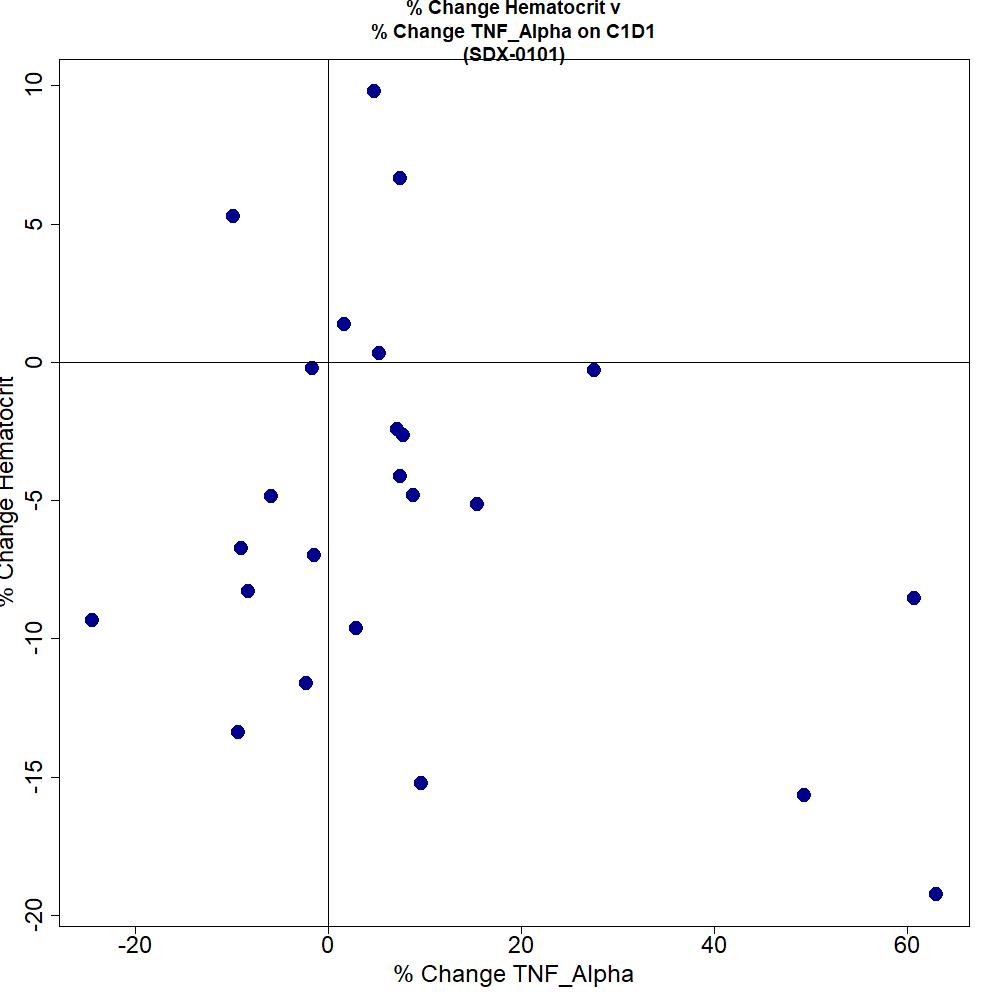 % Change Hematocrit v
% Change TNF_Alpha on C1D1
(SDX-0101)
% Change Hematocrit
10
5
0
-5
-10
-15
-20
-20
0
20
40
60
% Change TNF_Alpha